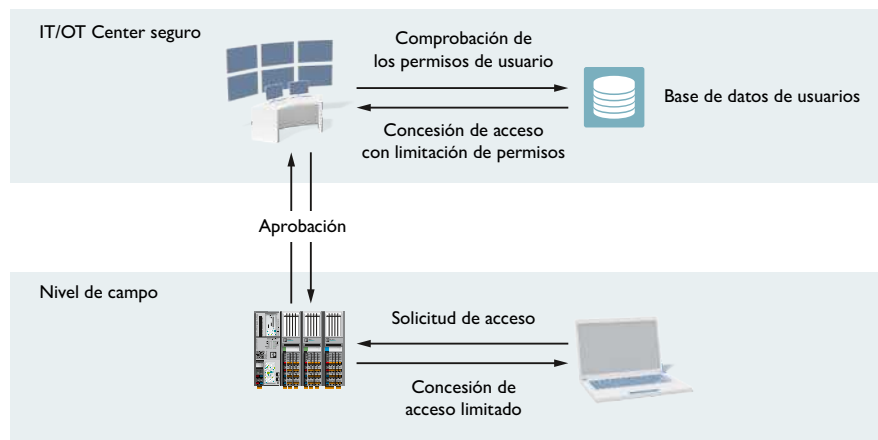 IT/OT Center seguro
Comprobación de
los permisos de usuario
Base de datos de usuarios
Concesión de acceso
con limitación de permisos
Aprobación
Nivel de campo
Solicitud de acceso
Concesión de
acceso limitado